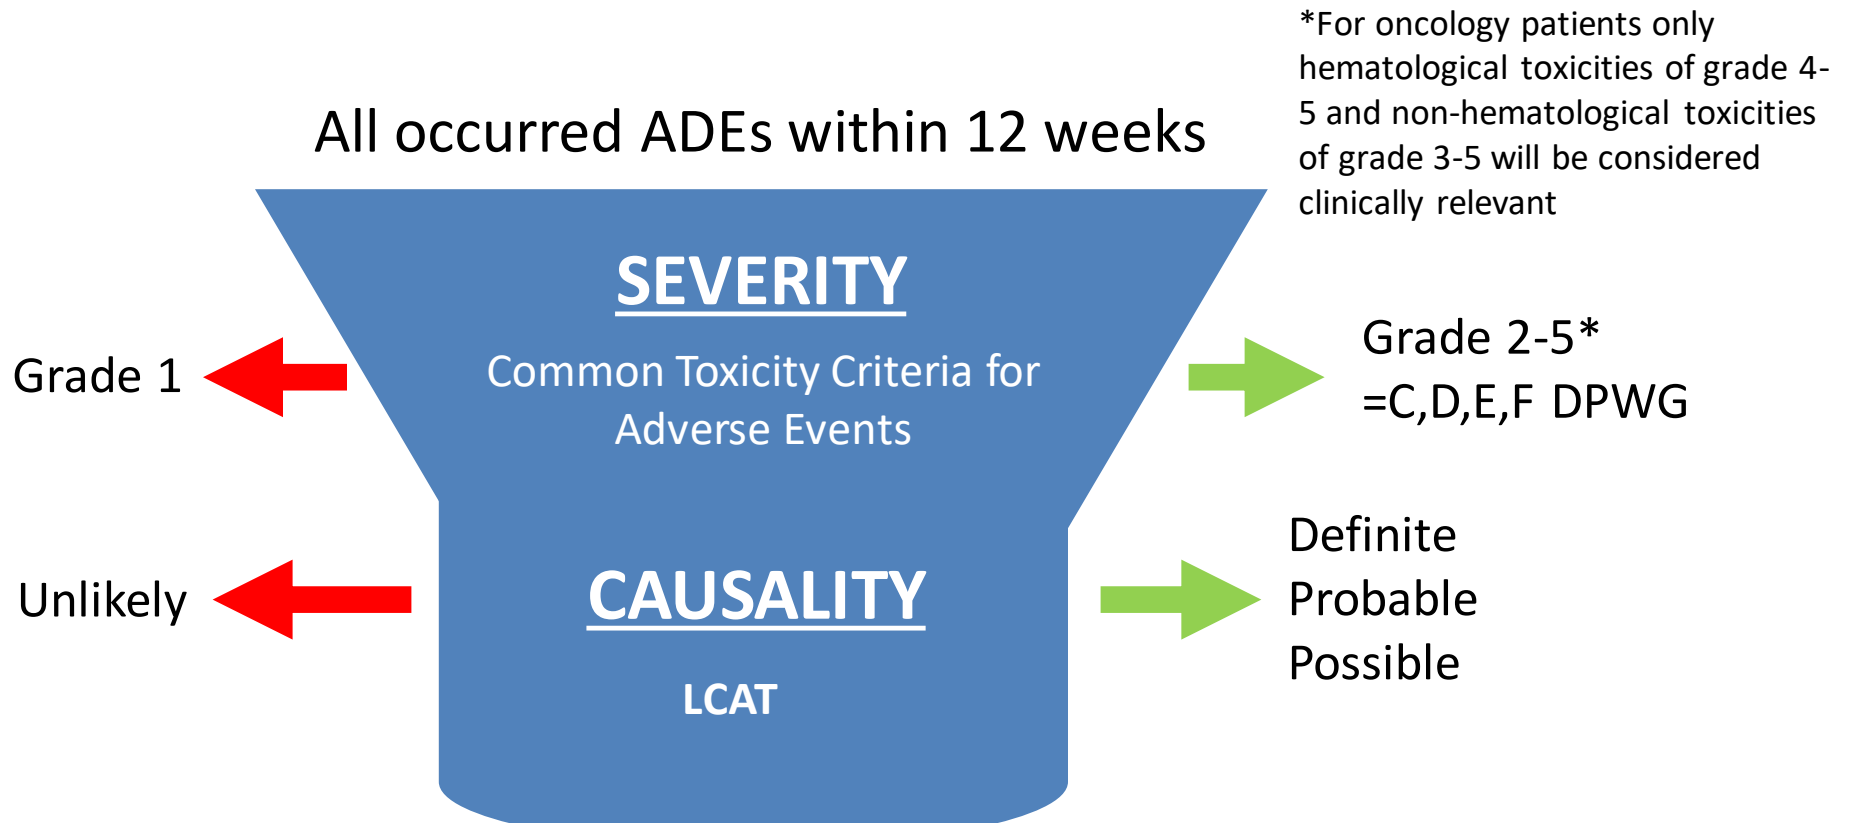 *For oncology patients only
hematological toxicities of grade 4-
5 and non-hematological toxicities
of grade 3-5 will be considered
clinically relevant
All occurred ADEs within 12 weeks
SEVERITY
Common Toxicity Criteria for
Adverse Events
Grade 1
Grade 2-5*
=C,D,E,F DPWG
CAUSALITY
LCAT
Unlikely
Definite
Probable
Possible